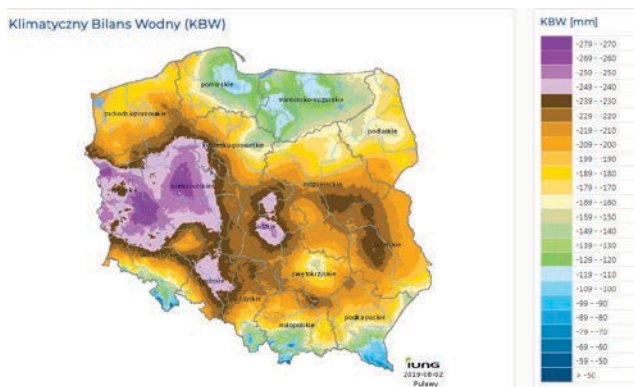 Klimatyczny Bilans Wodny (KBW)
pomorskie
warmińsko-mazurskie
zachodniopomorskie
podlaskie
kujawsko-pomorskie
wielkopolskie
mazowieckie
łódzkie
lubelskie
świętokrzyskie
opolskie
śląskie
małopolskie
podkarpackie
IUNG
2019-08-02
Puławy
KBW [mm]
-279 - -270
-269 - -260
-259 - -250
-249 - -240
-239 - -230
-229 - -220
-219 - -210
-209 - -200
-199 - -190
-189 - -180
-179 - -170
-169 - -160
-159 - -150
-149 - -140
-139 - -130
-129 - -120
-119 - -110
-109 - -100
-99 - -90
-89 - -80
-79 - -70
-69 - -60
-59 - -50
> -50